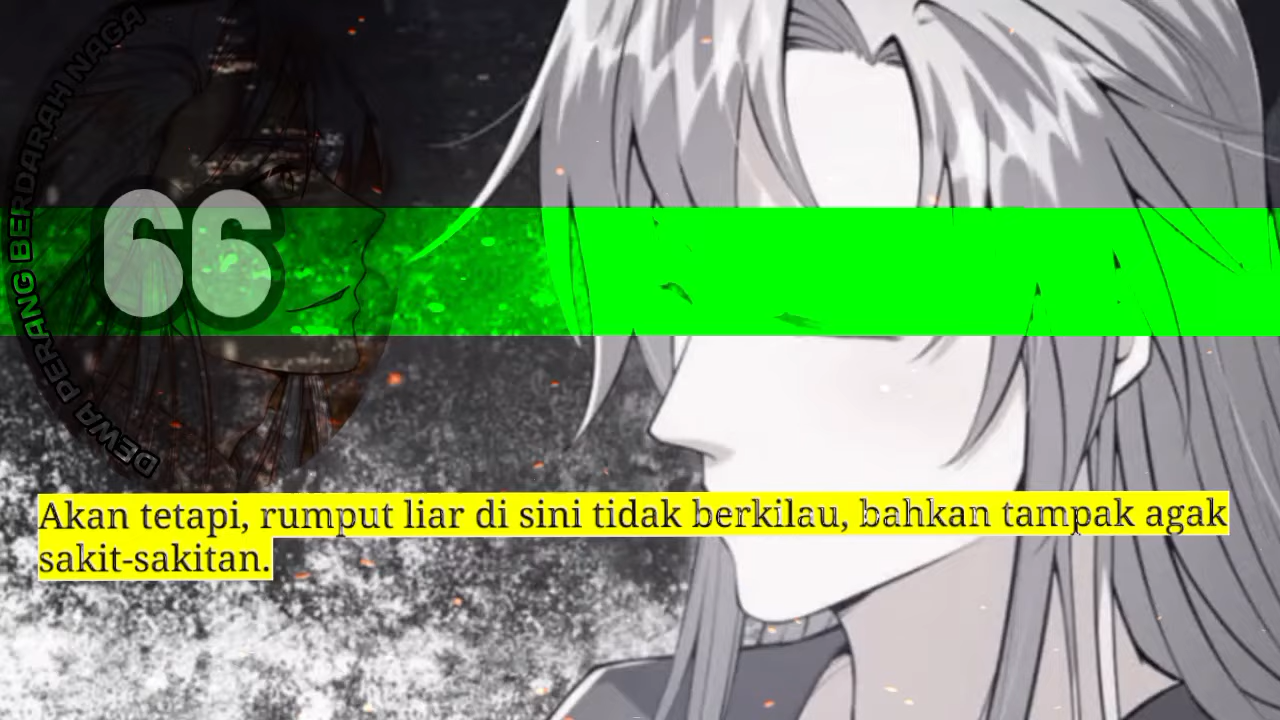 DEWA PERANG BERDARAH NAGA
66
Akan tetapi, rumput liar di sini tidak berkilau, bahkan tampak agak
sakit-sakitan.